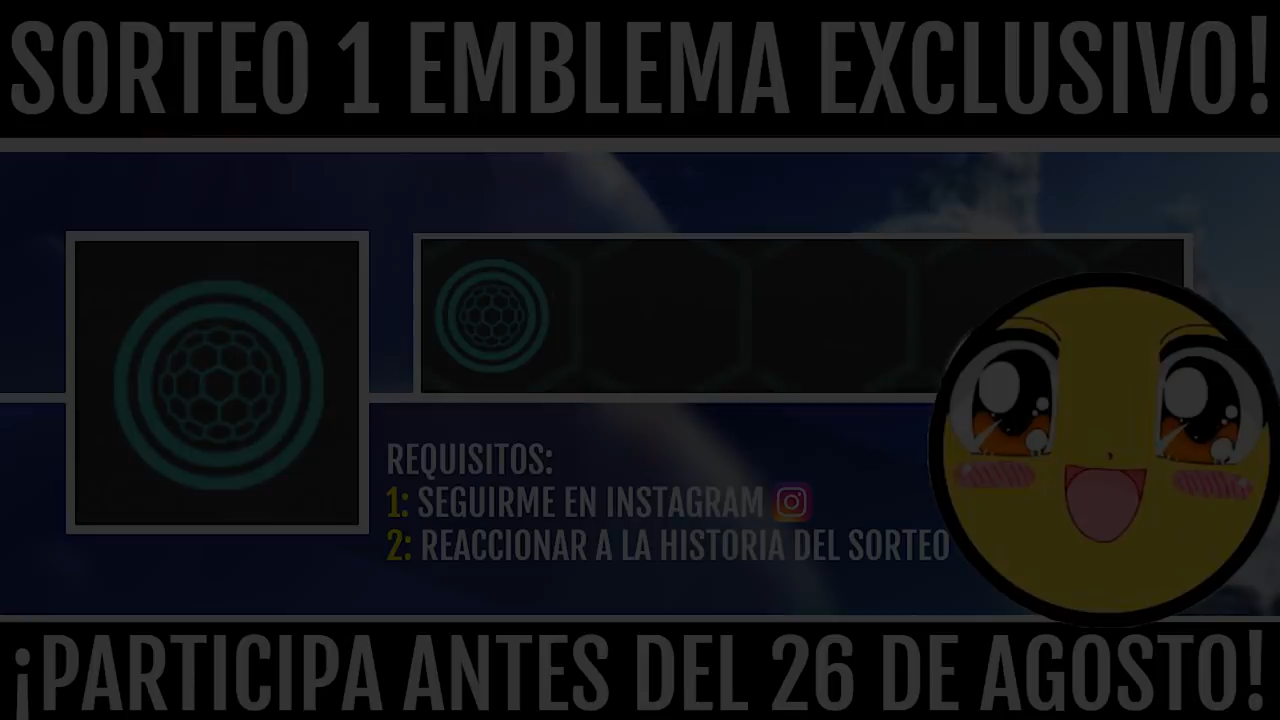 SORTEO 1 EMBLEMA EXCLUSIVO!
REQUISITOS:
1: SEGUIRME EN INSTAGRAM
2: REACCIONAR A LA HISTORIA DEL SORTEO
¡PARTICIPA ANTES DEL 26 DE AGOSTO!